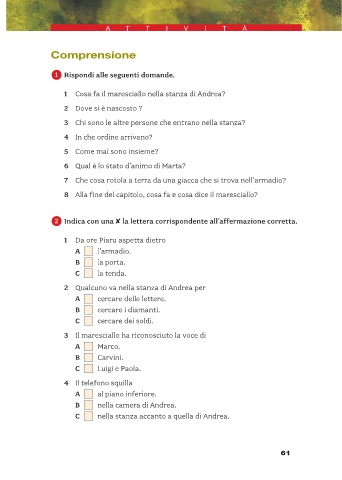 ATTIVITÀ
Comprensione
1 Rispondi alle seguenti domande.
1 Cosa fa il maresciallo nella stanza di Andrea?
2 Dove si è nascosto ?
3 Chi sono le altre persone che entrano nella stanza?
4 In che ordine arrivano?
5 Come mai sono insieme?
6 Qual è lo stato d'animo di Marta?
7 Che cosa rotola a terra da una giacca che si trova nell'armadio?
8 Alla fine del capitolo, cosa fa e cosa dice il maresciallo?
2 Indica con una ✘ la lettera corrispondente all'affermazione corretta.
1 Da ore Piaru aspetta dietro
A l'armadio.
B la porta.
C la tenda.
2 Qualcuno va nella stanza di Andrea per
A cercare delle lettere.
B cercare i diamanti.
C cercare dei soldi.
3 Il maresciallo ha riconosciuto la voce di
A Marco.
B Carvini.
C Luigi e Paola.
4 Il telefono squilla
A al piano inferiore.
B nella camera di Andrea.
C nella stanza accanto a quella di Andrea.
61